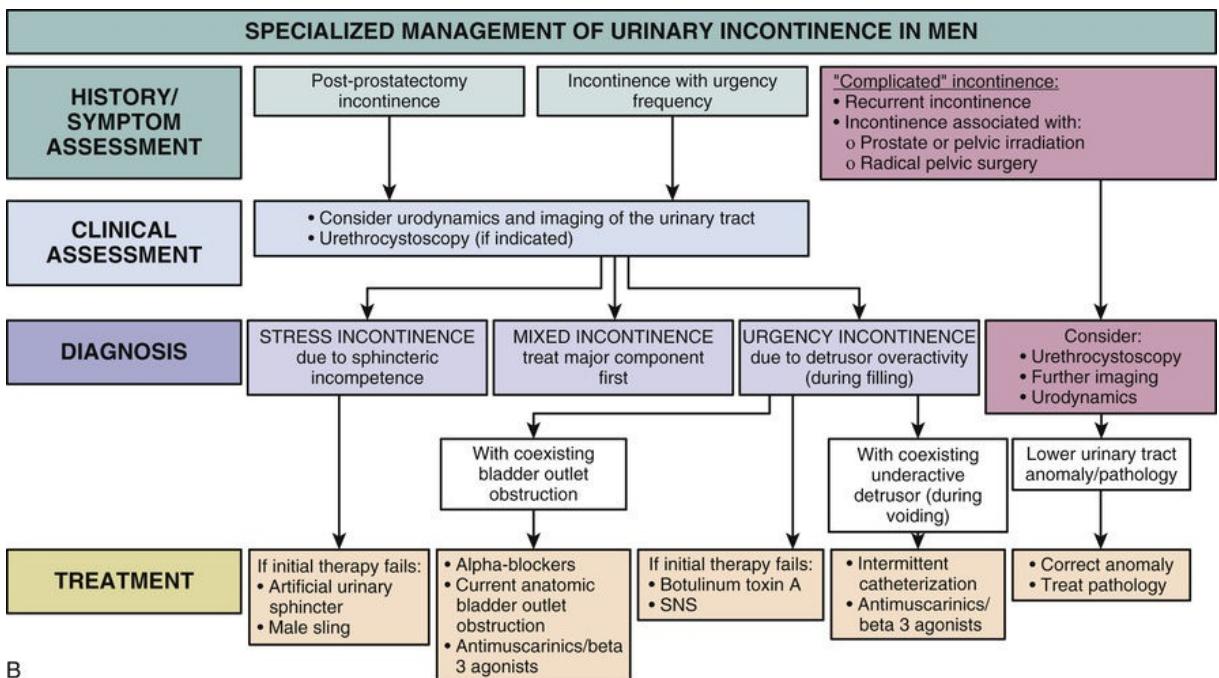 SPECIALIZED MANAGEMENT OF URINARY INCONTINENCE IN MEN
HISTORY/
SYMPTOM
ASSESSMENT
Post-prostatectomy
incontinence
Incontinence with urgency
frequency
"Complicated" incontinence:
• Recurrent incontinence
• Incontinence associated with:
o Prostate or pelvic irradiation
o Radical pelvic surgery
CLINICAL
ASSESSMENT
• Consider urodynamics and imaging of the urinary tract
• Urethrocystoscopy (if indicated)
DIAGNOSIS
STRESS INCONTINENCE
due to sphincteric
incompetence
MIXED INCONTINENCE
treat major component
first
URGENCY INCONTINENCE
due to detrusor overactivity
(during filling)
Consider:
• Urethrocystoscopy
• Further imaging
• Urodynamics
With coexisting
bladder outlet
obstruction
With coexisting
underactive
detrusor (during
voiding)
Lower urinary tract
anomaly/pathology
TREATMENT
If initial therapy fails:
• Artificial urinary
sphincter
• Male sling
• Alpha-blockers
• Current anatomic
bladder outlet
obstruction
• Antimuscarinics/beta
3 agonists
If initial therapy fails:
• Botulinum toxin A
• SNS
• Intermittent
catheterization
• Antimuscarinics/
beta 3 agonists
• Correct anomaly
• Treat pathology
B